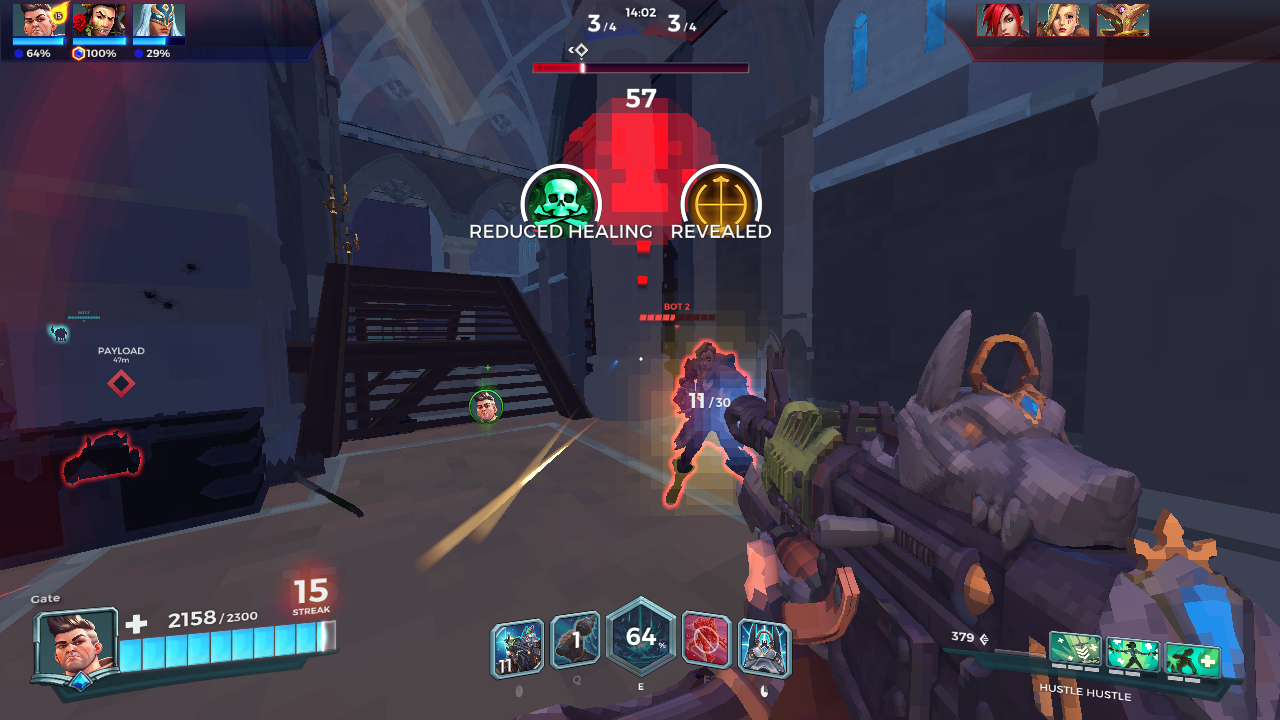 15
64%
100%
29%
3/4
14:02
3/4
57
REDUCED HEALING
REVEALED
BOT 2
PAYLOAD
47m
11/30
Gate
2158/2300
15
STREAK
11
1
Q
64%
E
F
379
HUSTLE HUSTLE